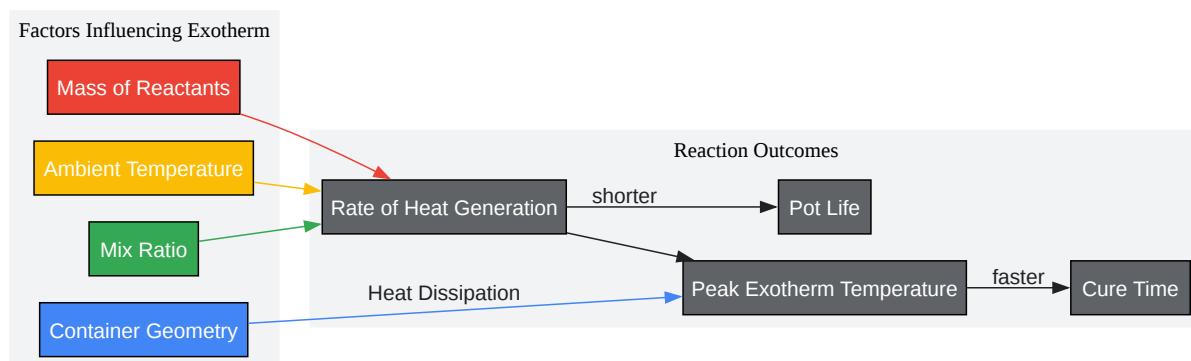 Factors Influencing Exotherm
Mass of Reactants
Ambient Temperature
Mix Ratio
Container Geometry
Reaction Outcomes
Rate of Heat Generation
shorter
Pot Life
Heat Dissipation
Peak Exotherm Temperature
faster
Cure Time